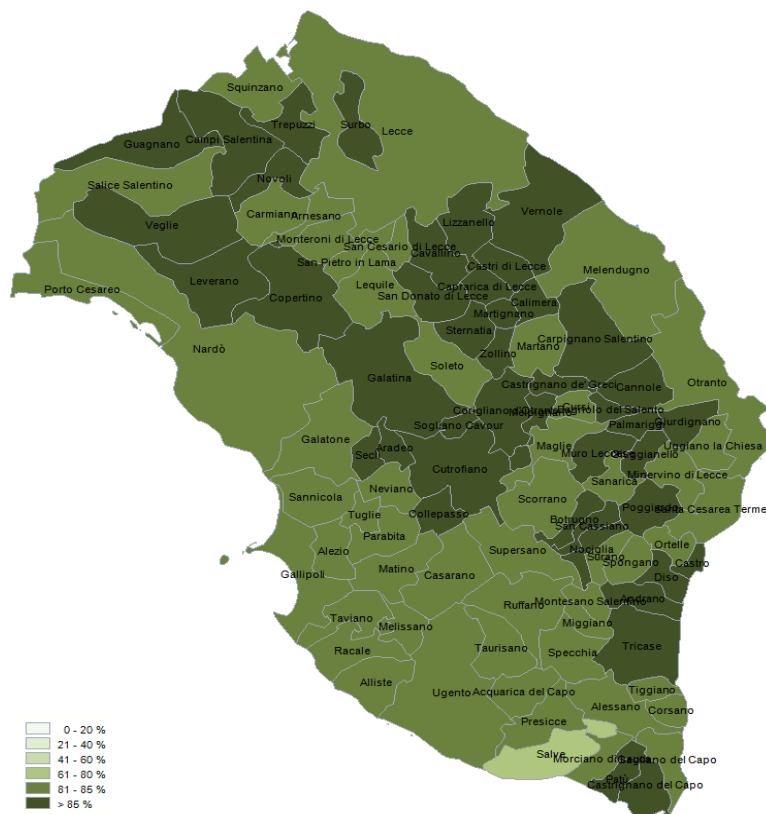 Squinzano
Trepuzzi
Surbo
Lecce
Guagnano
Campi Salentina
Novoli
Salice Salentino
Veglie
Carmiano
Arnesano
Lizzanello
Vernole
Monteroni di Lecce
San Cesario di Lecce
Cavallino
San Pietro in Lama
Castri di Lecce
Melendugno
Porto Cesareo
Leverano
Copertino
Lequile
Caprarica di Lecce
San Donato di Lecce
Calimera
Martignano
Nardò
Sternatia
Carpignano Salentino
Zollino
Martano
Galatina
Soleto
Otranto
Castrignano de' Greci
Cannole
Cursi
Palmariggi
Giurdignano
Sogliano Cavour
Galatone
Seclì
Aradeo
Maglie
Muro Leccese
Uggiano la Chiesa
Cutrofiano
Minervino di Lecce
Sanarica
Sannicola
Neviano
Scorrano
Tuglie
Collepasso
Poggiardo
Santa Cesarea Terme
Botrugno
San Cassiano
Parabita
Alezio
Supersano
Nociglia
Surano
Spongano
Ortelle
Castro
Gallipoli
Matino
Casarano
Diso
Ruffano
Montesano Salentino
Andrano
Taviano
Melissano
Miggiano
Racale
Taurisano
Specchia
Tricase
Alliste
Ugento
Acquarica del Capo
Tiggiano
Alessano
Corsano
Presicce
Salve
Gagliano del Capo
Patù
Castrignano del Capo
0 - 20 %
21 - 40 %
41 - 60 %
61 - 80 %
81 - 85 %
> 85 %